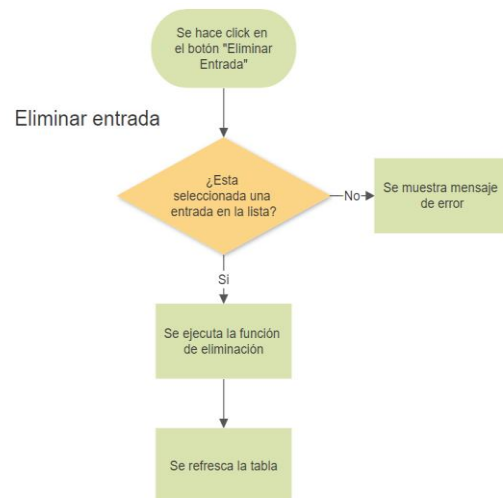 Se hace click en
el botón "Eliminar
Entrada"
Eliminar entrada
¿Esta
seleccionada una
entrada en la lista?
No
Se muestra mensaje
de error
Si
Se ejecuta la función
de eliminación
Se refresca la tabla